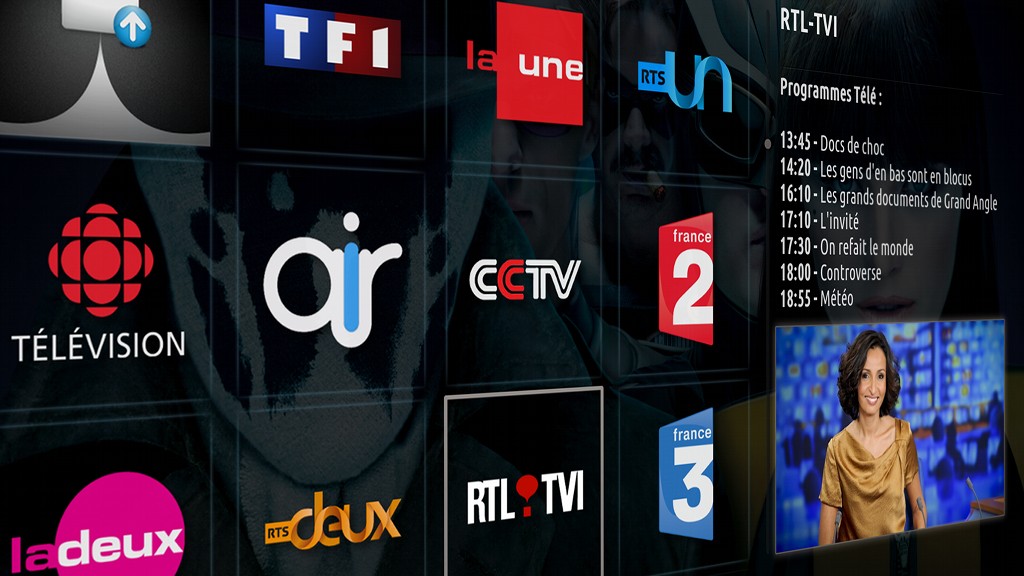 TF1
la une
RTS UN
TÉLÉVISION
air
CCTV
france
2
ladeux
RTS deux
RTL TVI
france
3
RTL-TVI
Programmes Télé :
13:45 - Docs de choc
14:20 - Les gens d'en bas sont en blocus
16:10 - Les grands documents de Grand Angle
17:10 - L'invité
17:30 - On refait le monde
18:00 - Controverse
18:55 - Météo